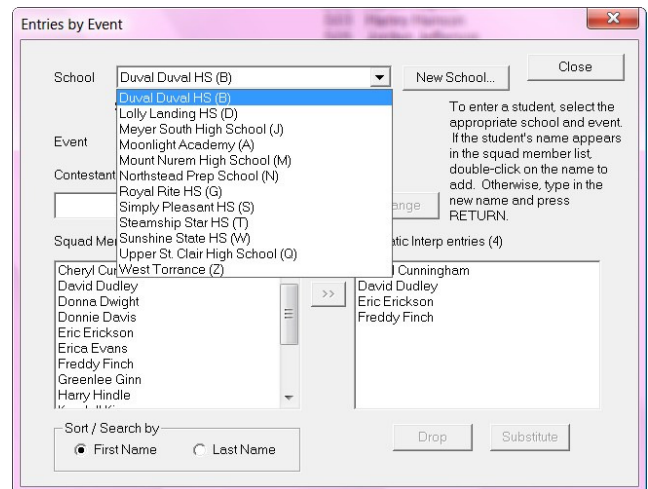 Entries by Event
Close
School Duval Duval HS (B) New School...
Duval Duval HS (B)
Lolly Landing HS (D)
Meyer South High School (J)
Moonlight Academy (A)
Mount Nurem High School (M)
Northstead Prep School (N)
Royal Rite HS (G)
Simply Pleasant HS (S)
Steamship Star HS (T)
Sunshine State HS (W)
Upper St. Clair High School (Q)
West Torrance (Z)
Event
Contestant
To enter a student, select the
appropriate school and event.
If the student's name appears
in the squad member list,
double-click on the name to
add. Otherwise, type in the
new name and press
RETURN.
Squad
Interp entries (4)
Cheryl
David Dudley
Donna Dwight
Donnie Davis
Eric Erickson
Erica Evans
Freddy Finch
Greenlee Ginn
Harry Hindle
>>
Cunningham
David Dudley
Eric Erickson
Freddy Finch
Sort / Search by
First Name Last Name
Drop Substitute